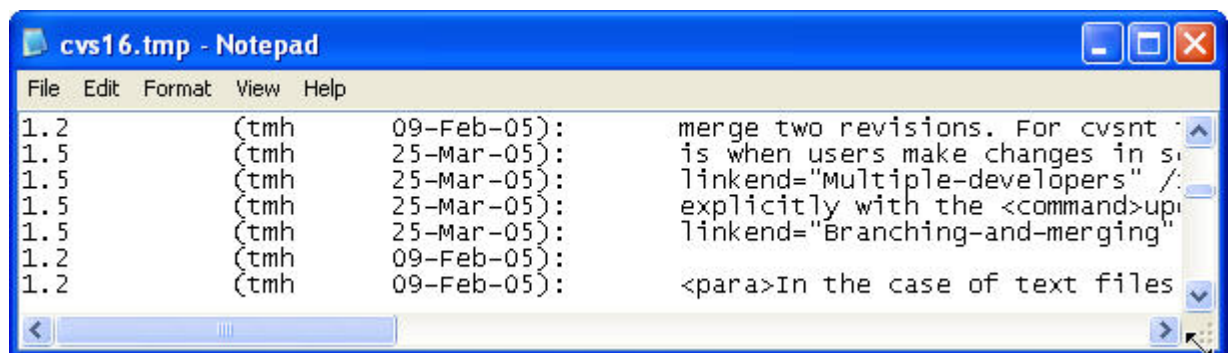 cvs16.tmp - Notepad
File Edit Format View Help
1.2 (tmh 09-Feb-05): merge two revisions. For cvsnt
1.5 (tmh 25-Mar-05): is when users make changes in
1.5 (tmh 25-Mar-05): linkend="Multiple-developers"
1.5 (tmh 25-Mar-05): explicitly with the <command>
1.5 (tmh 25-Mar-05): linkend="Branching-and-merging"
1.2 (tmh 09-Feb-05):
1.2 (tmh 09-Feb-05): <para>In the case of text files